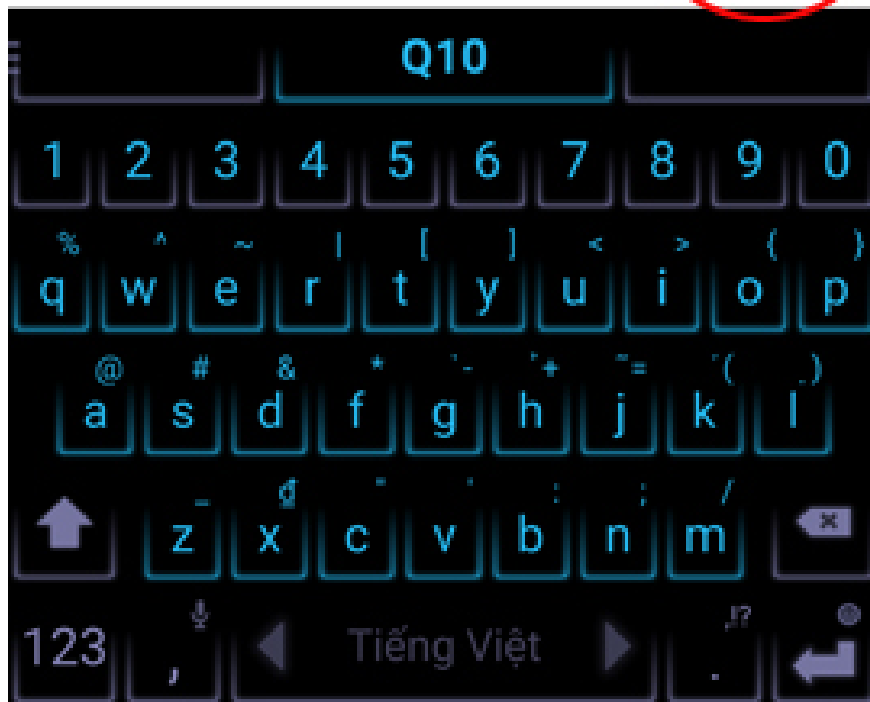 Q10
1 2 3 4 5 6 7 8 9 0
% ^ ~ | [ ] < > { }
q w e r t y u i o p
@ # & * `- ´+ ~= ´( .)
a s d f g h j k l
_ ₫ " ' : ; /
z x c v b n m
,!?
123 , Tiếng Việt .